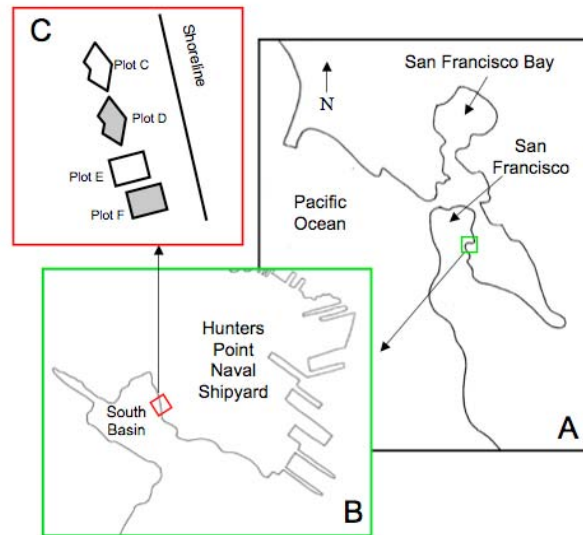 C
Plot C
Shoreline
Plot D
Plot E
Plot F
San Francisco Bay
N
San
Francisco
Pacific
Ocean
A
Hunters
Point
Naval
Shipyard
South
Basin
B